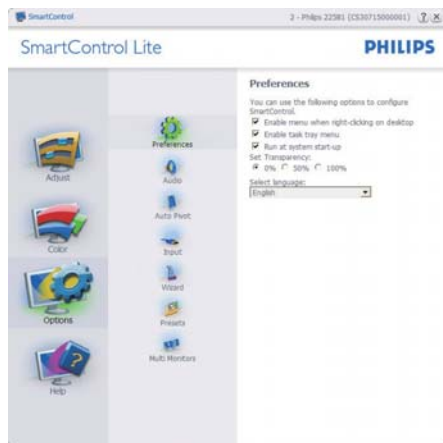 SmartControl
2 - Philips 225B1 (CS30715000001) ? X
SmartControl Lite
PHILIPS
Adjust
Color
Options
Help
Preferences
Audio
Auto Pivot
Input
Wizard
Presets
Multi Monitors
Preferences
You can use the following options to configure
SmartControl.
Enable menu when right-clicking on desktop
Enable task tray menu
Run at system start-up
Set Transparency:
0% 50% 100%
Select language:
English